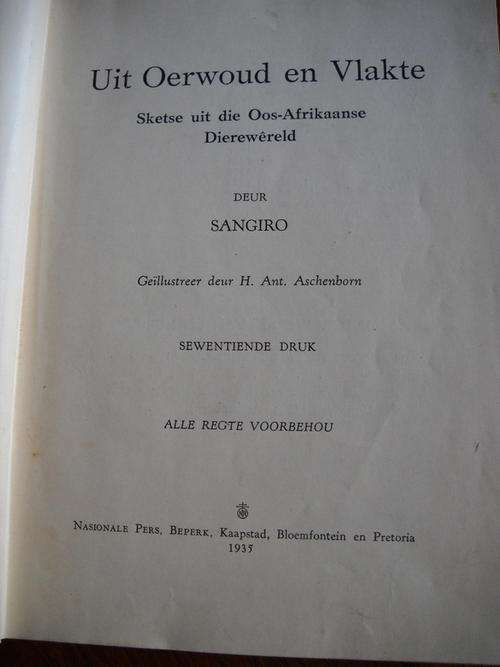 Uit Oerwoud en Vlakte
Sketse uit die Oos-Afrikaanse
Dierewêreld
DEUR
SANGIRO
Geïllustreer deur H. Ant. Aschenborn
SEWENTIENDE DRUK
ALLE REGTE VOORBEHOU
NASIONALE PERS, BEPERK, Kaapstad, Bloemfontein en Pretoria
1935